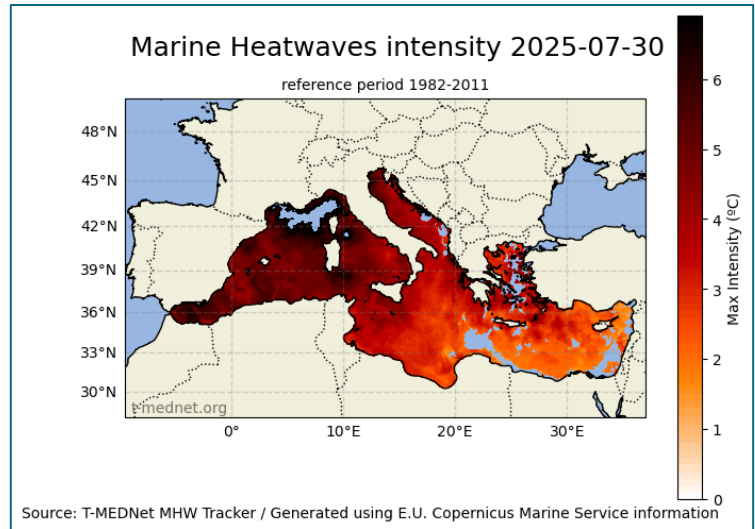 Marine Heatwaves intensity 2025-07-30
reference period 1982-2011
48°N
45°N
42°N
39°N
36°N
33°N
30°N
t-mednet.org
0°
10°E
20°E
30°E
6
5
4
3
2
1
0
Max Intensity (ºC)
Source: T-MEDNet MHW Tracker / Generated using E.U. Copernicus Marine Service information